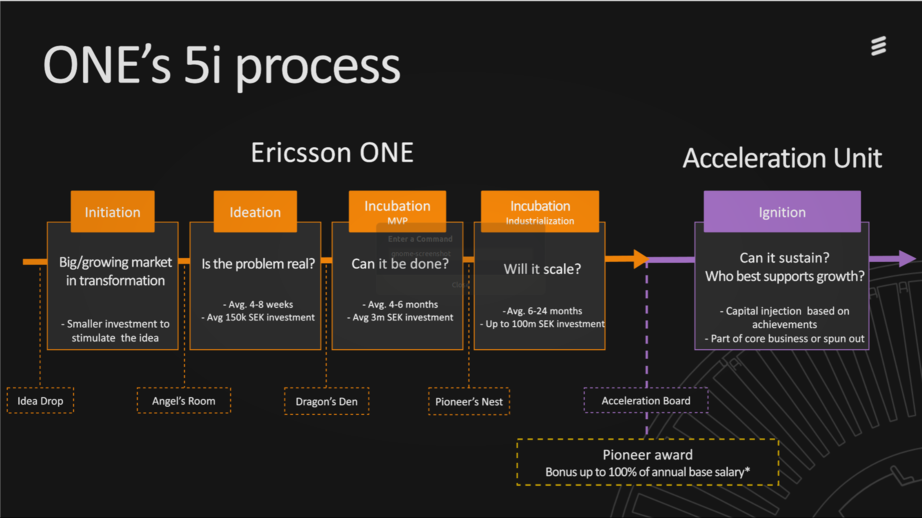 ONE's 5i process
Ericsson ONE
Acceleration Unit
Initiation
Big/growing market
in transformation
- Smaller investment to
stimulate the idea
Ideation
Is the problem real?
- Avg. 4-8 weeks
- Avg 150k SEK investment
Incubation
MVP
Can it be done?
- Avg. 4-6 months
- Avg 3m SEK investment
Incubation
Industrialization
Will it scale?
- Avg. 6-24 months
- Up to 100m SEK investment
Ignition
Can it sustain?
Who best supports growth?
- Capital injection based on
achievements
- Part of core business or spun out
Enter a Command
gnome-screenshot
Close
Idea Drop
Angel's Room
Dragon's Den
Pioneer's Nest
Acceleration Board
Pioneer award
Bonus up to 100% of annual base salary*